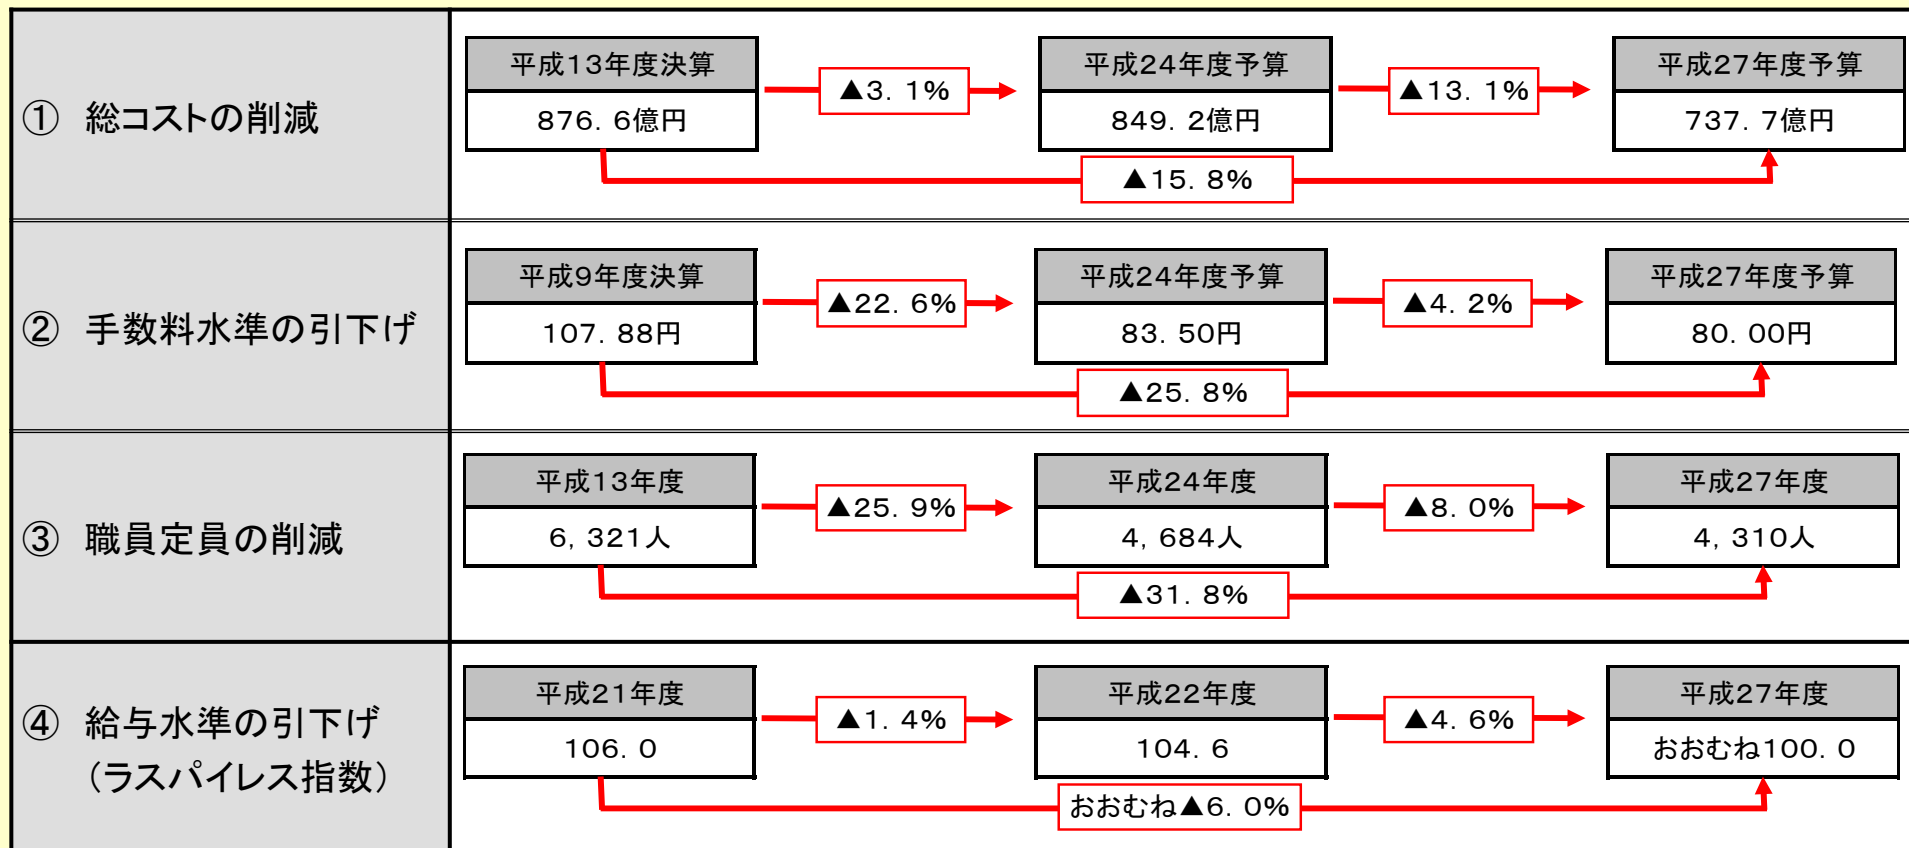 ① 総コストの削減
平成13年度決算
876．6億円
▲3．1%
平成24年度予算
849．2億円
▲13．1%
平成27年度予算
737．7億円
▲15．8%
② 手数料水準の引下げ
平成9年度決算
107．88円
▲22．6%
平成24年度予算
83．50円
▲4．2%
平成27年度予算
80．00円
▲25．8%
③ 職員定員の削減
平成13年度
6，321人
▲25．9%
平成24年度
4，684人
▲8．0%
平成27年度
4，310人
▲31．8%
④ 給与水準の引下げ
（ラスパイレス指数）
平成21年度
106．0
▲1．4%
平成22年度
104．6
▲4．6%
平成27年度
おおむね100．0
おおむね▲6．0%